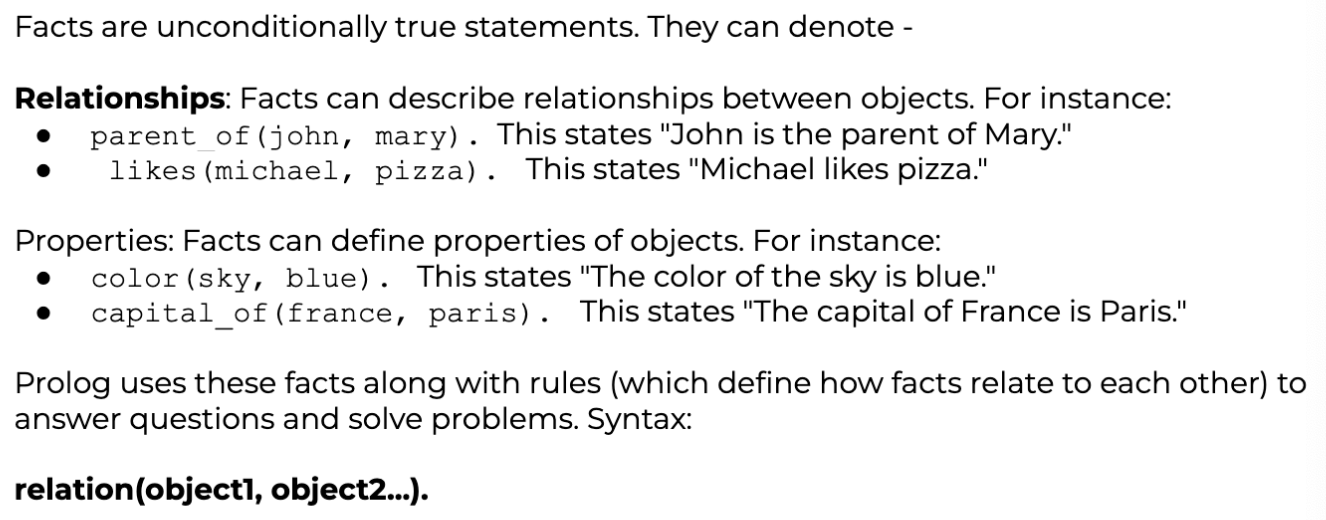 Facts are unconditionally true statements. They can denote -
Relationships: Facts can describe relationships between objects. For instance:
● parent_of(john, mary). This states "John is the parent of Mary."
● likes(michael, pizza). This states "Michael likes pizza."
Properties: Facts can define properties of objects. For instance:
● color(sky, blue). This states "The color of the sky is blue."
● capital_of(france, paris). This states "The capital of France is Paris."
Prolog uses these facts along with rules (which define how facts relate to each other) to
answer questions and solve problems. Syntax:
relation(object1, object2...).